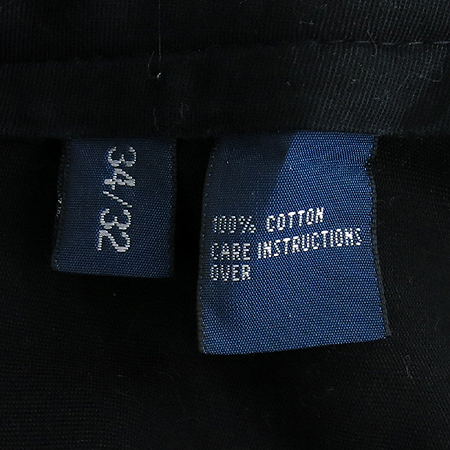 34/32
100% COTTON
CARE INSTRUCTIONS
OVER